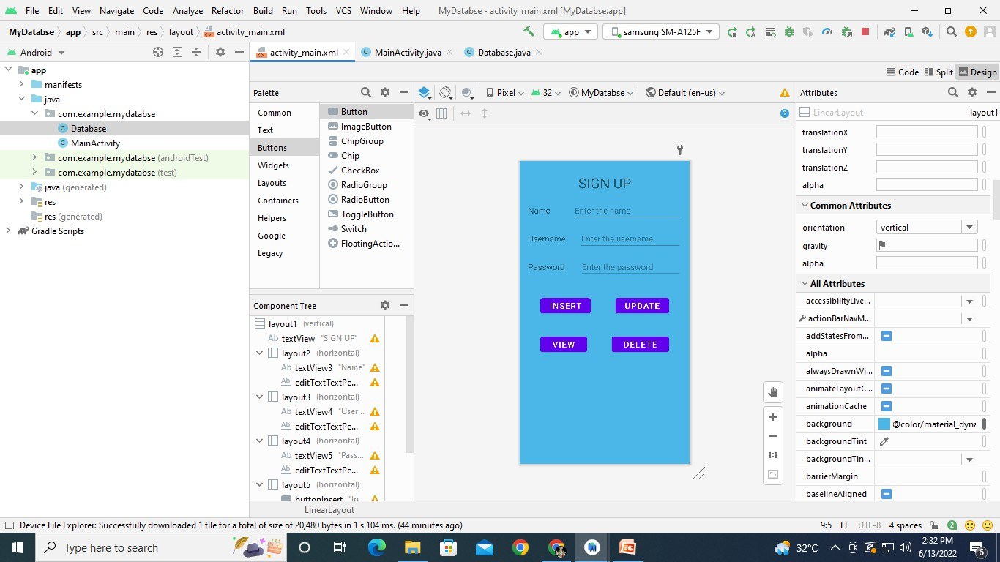 File Edit View Navigate Code Analyze Refactor Build Run Tools VCS Window Help MyDatabse - activity_main.xml [MyDatabse.app]
MyDatabse app src main res layout activity_main.xml
app samsung SM-A125F
Android
activity_main.xml MainActivity.java Database.java
Code Split Design
app
manifests
java
com.example.mydatabse
Database
MainActivity
com.example.mydatabse (androidTest)
com.example.mydatabse (test)
java (generated)
res
res (generated)
Gradle Scripts
Palette
Common
Text
Buttons
Widgets
Layouts
Containers
Helpers
Google
Legacy
Button
ImageButton
ChipGroup
Chip
CheckBox
RadioGroup
RadioButton
ToggleButton
Switch
FloatingActio...
Component Tree
layout1 (vertical)
Ab textView "SIGN UP"
layout2 (horizontal)
Ab textView3 "Name"
Ab editTextTextPe...
layout3 (horizontal)
Ab textView4 "User...
Ab editTextTextPe...
layout4 (horizontal)
Ab textView5 "Pass...
Ab editTextTextPe...
layout5 (horizontal)
buttonInsert "In
LinearLayout
Pixel 32 MyDatabse Default (en-us)
SIGN UP
Name Enter the name
Username Enter the username
Password Enter the password
INSERT UPDATE
VIEW DELETE
1:1
Attributes
LinearLayout layout1
translationX
translationY
translationZ
alpha
Common Attributes
orientation vertical
gravity
alpha
All Attributes
accessibilityLive...
actionBarNavM...
addStatesFrom...
alpha
alwaysDrawnWi...
animateLayoutC...
animationCache
background @color/material_dyna
backgroundTint
backgroundTin...
barrierMargin
baselineAligned
Device File Explorer: Successfully downloaded 1 file for a total of size of 20,480 bytes in 1 s 104 ms. (44 minutes ago) 9:5 LF UTF-8 4 spaces 2
Type here to search
32°C
2:32 PM
6/13/2022
6